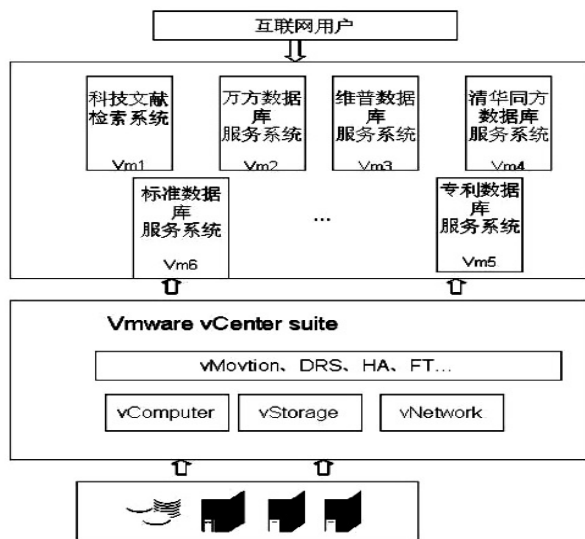 互联网用户
科技文献
检索系统
Vm1
万方数据
库
服务系统
Vm2
维普数据
库
服务系统
Vm3
清华同方
数据库
服务系统
Vm4
标准数据
库
服务系统
Vm6
...
专利数据
库
服务系统
Vm5
Vmware vCenter suite
vMovtion、DRS、HA、FT...
vComputer
vStorage
vNetwork